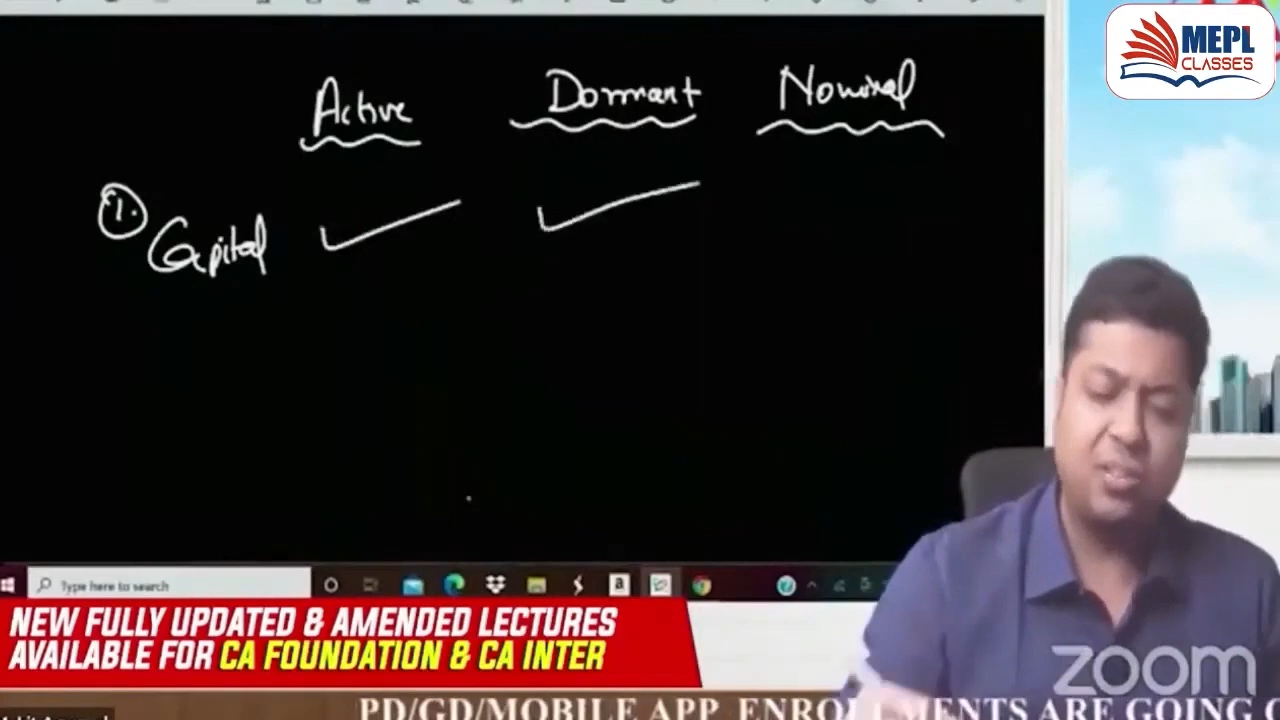 MEPL
CLASSES
Active Dormant Nominal
1.
Capital
Type here to search
NEW FULLY UPDATED & AMENDED LECTURES
AVAILABLE FOR CA FOUNDATION & CA INTER
zoom
PD/GD/MOBILE APP ENROLLMENTS ARE GOING